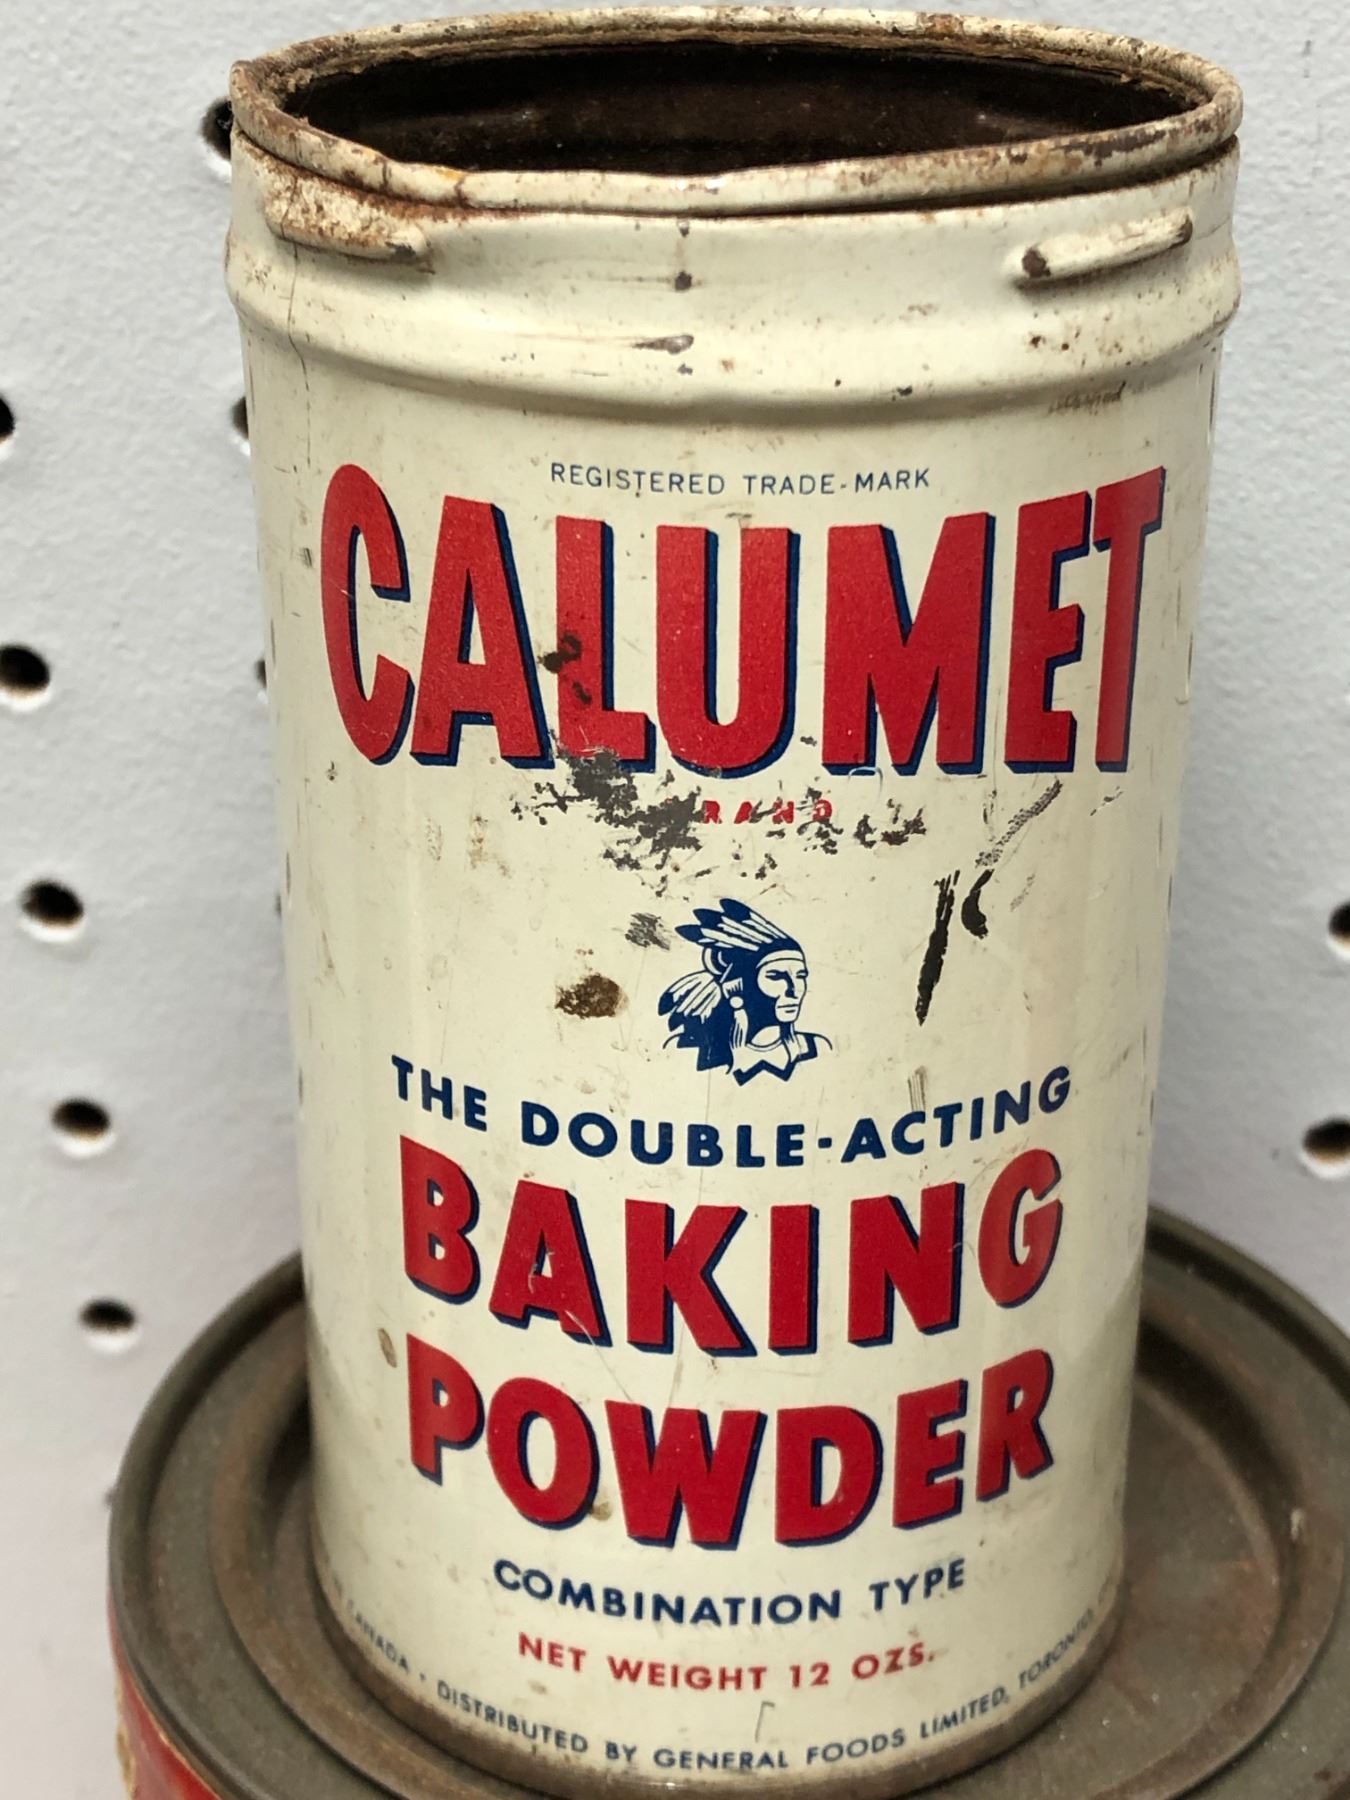 REGISTERED TRADE-MARK
CALUMET
BRAND
THE DOUBLE-ACTING
BAKING
POWDER
COMBINATION TYPE
NET WEIGHT 12 OZS.
CANADA · DISTRIBUTED BY GENERAL FOODS LIMITED, TORONTO,